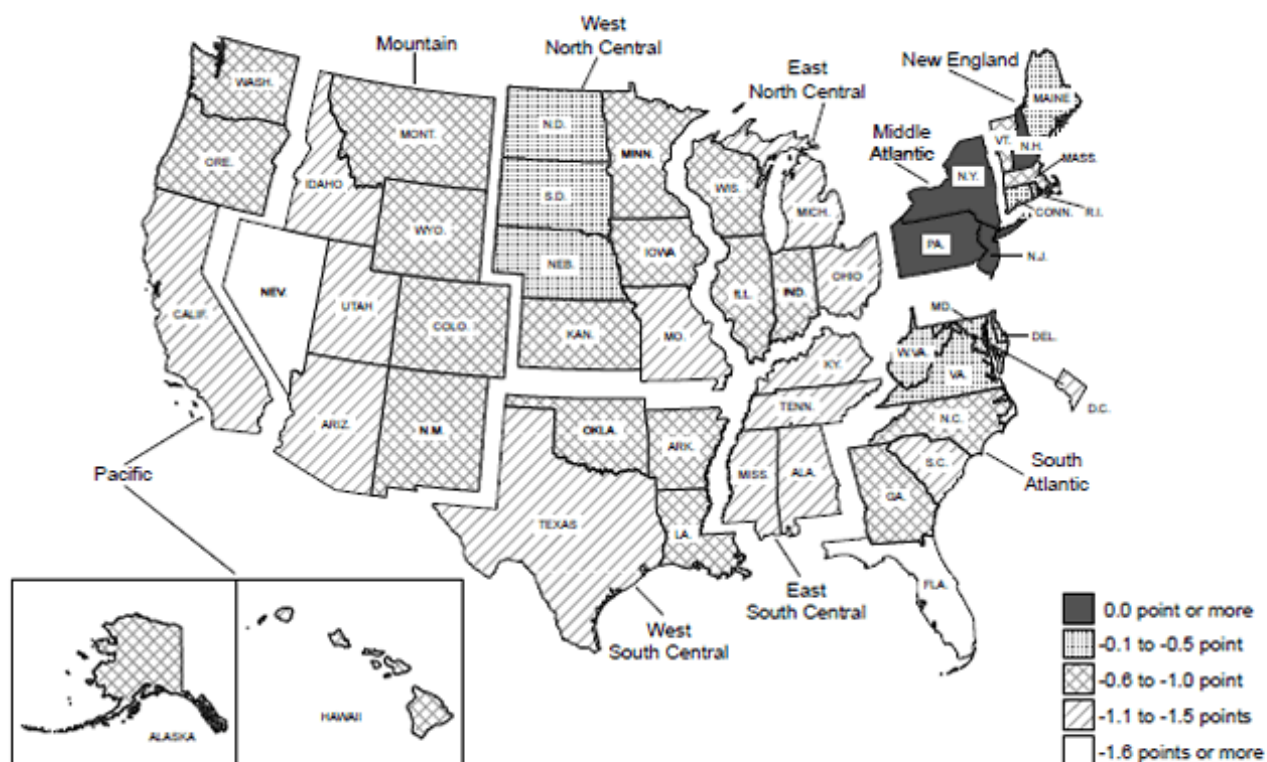 West
North Central
Mountain
East
North Central
New England
Middle
Atlantic
WASH.
MONT.
N.D.
MINN.
MAINE
VT.
N.H.
MASS.
ORE.
IDAHO
S.D.
WIS.
N.Y.
MICH.
CONN.
R.I.
WYO.
NEB.
IOWA
PA.
N.J.
NEV.
UTAH
COLO.
KAN.
MO.
ILL.
IND.
OHIO
MD.
DEL.
CALIF.
W.VA.
VA.
KY.
D.C.
ARIZ.
N.M.
OKLA.
ARK.
TENN.
N.C.
S.C.
South
Atlantic
Pacific
TEXAS
LA.
MISS.
ALA.
GA.
FLA.
East
South Central
West
South Central
ALASKA
HAWAII
0.0 point or more
-0.1 to -0.5 point
-0.6 to -1.0 point
-1.1 to -1.5 points
-1.6 points or more